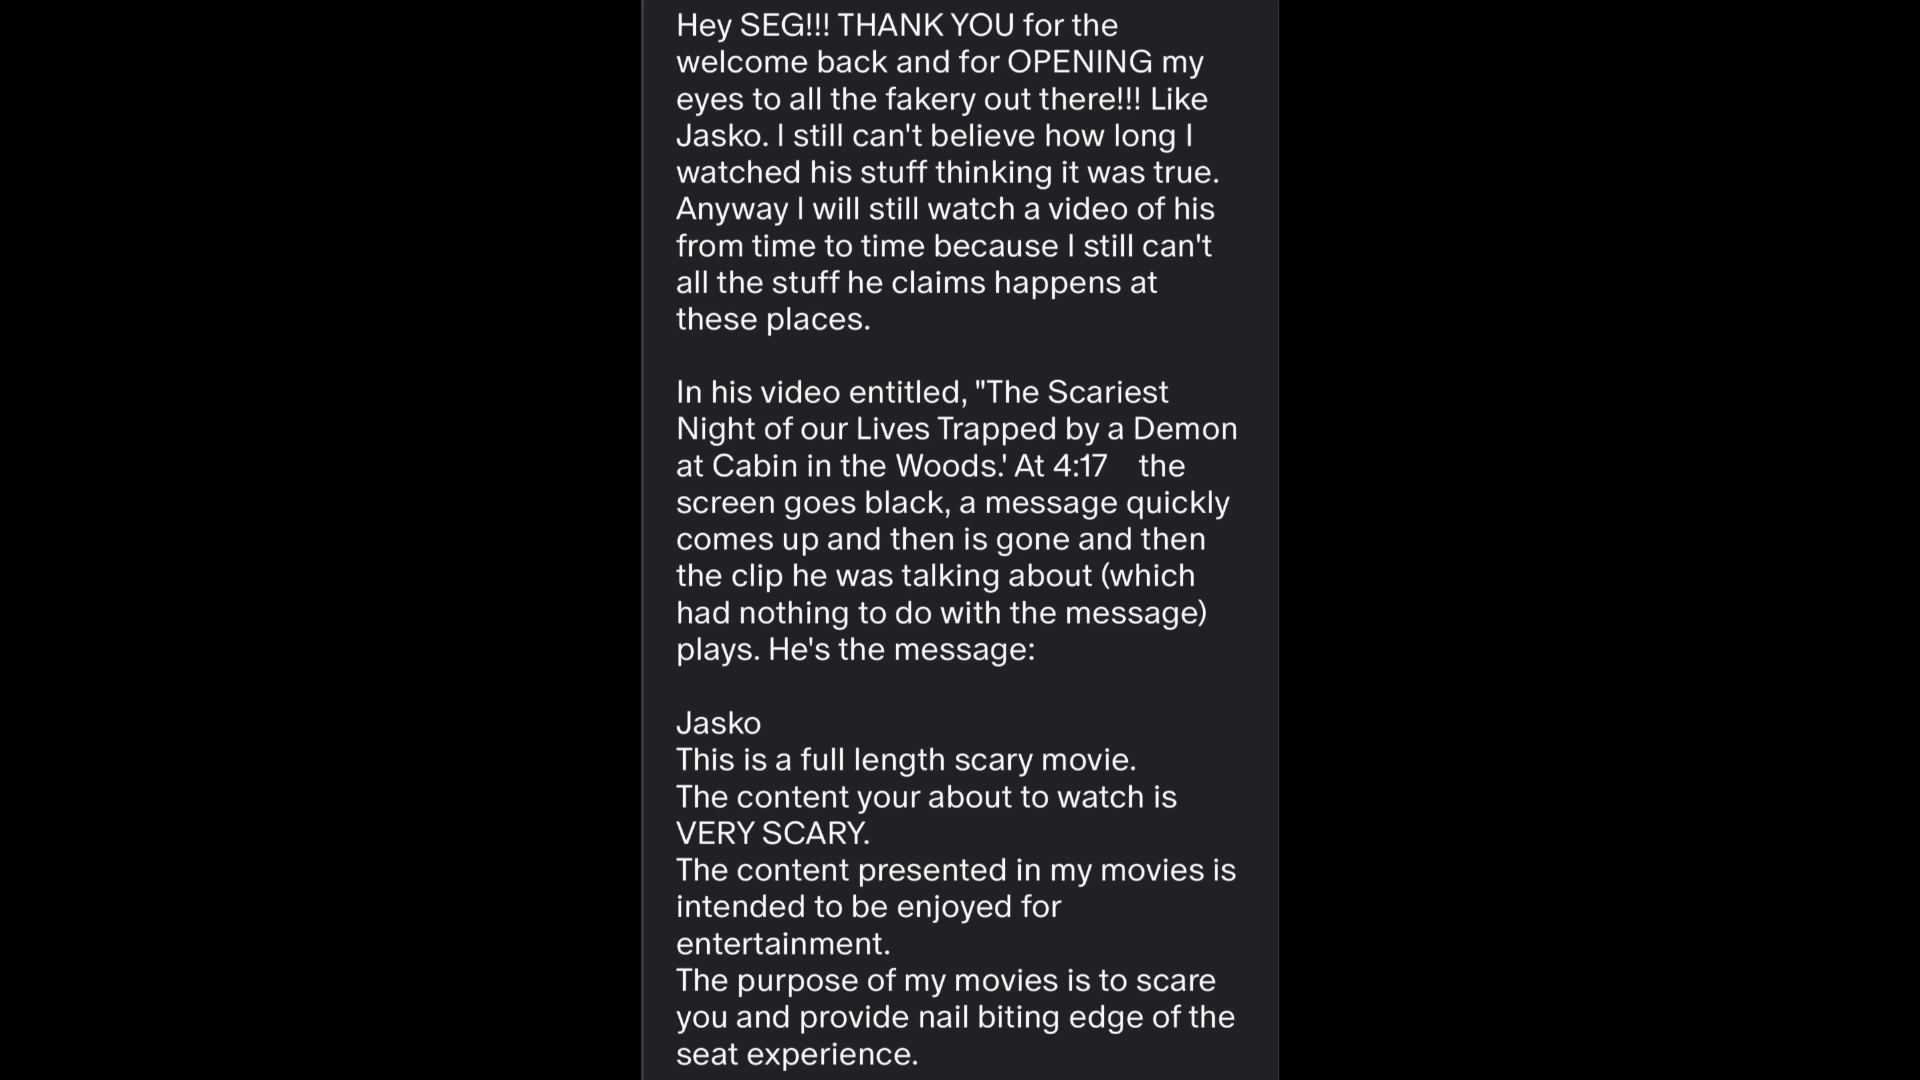 Hey SEG!!! THANK YOU for the
welcome back and for OPENING my
eyes to all the fakery out there!!! Like
Jasko. I still can't believe how long I
watched his stuff thinking it was true.
Anyway I will still watch a video of his
from time to time because I still can't
all the stuff he claims happens at
these places.

In his video entitled, "The Scariest
Night of our Lives Trapped by a Demon
at Cabin in the Woods.' At 4:17    the
screen goes black, a message quickly
comes up and then is gone and then
the clip he was talking about (which
had nothing to do with the message)
plays. He's the message:

Jasko
This is a full length scary movie.
The content your about to watch is
VERY SCARY.
The content presented in my movies is
intended to be enjoyed for
entertainment.
The purpose of my movies is to scare
you and provide nail biting edge of the
seat experience.